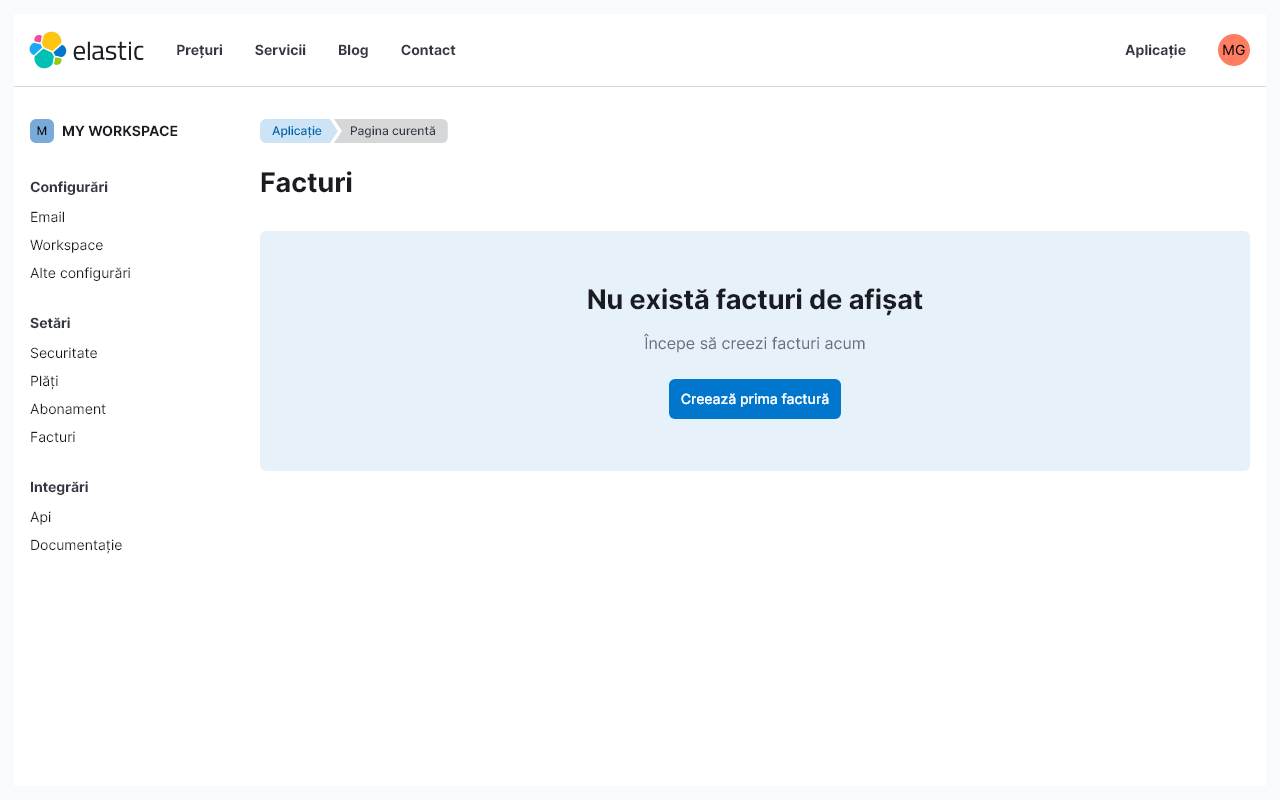 elastic Prețuri Servicii Blog Contact Aplicație MG
M MY WORKSPACE
Configurări
Email
Workspace
Alte configurări
Setări
Securitate
Plăți
Abonament
Facturi
Integrări
Api
Documentație
Aplicație Pagina curentă
Facturi
Nu există facturi de afișat
Începe să creezi facturi acum
Creează prima factură